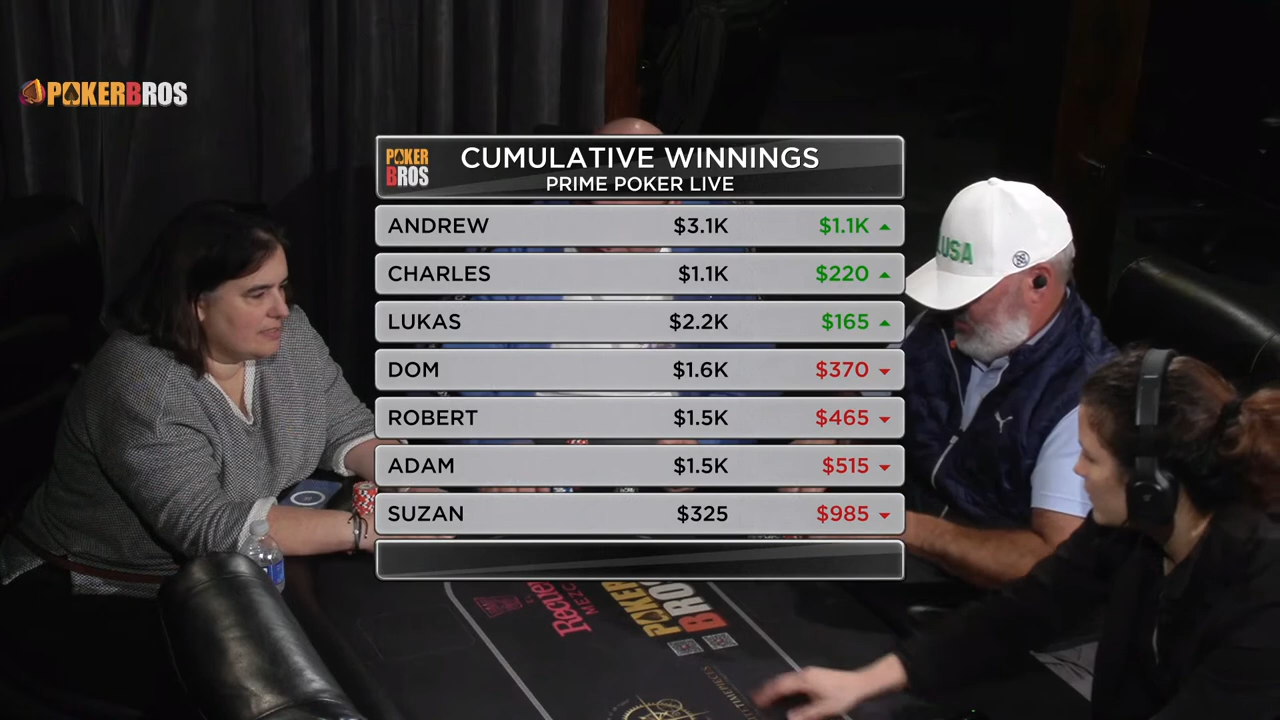 POKERBROS
POKER
BROS
CUMULATIVE WINNINGS
PRIME POKER LIVE
ANDREW $3.1K $1.1K
CHARLES $1.1K $220
LUKAS $2.2K $165
DOM $1.6K $370
ROBERT $1.5K $465
ADAM $1.5K $515
SUZAN $325 $985
USA
POKER
BROS
MEZC